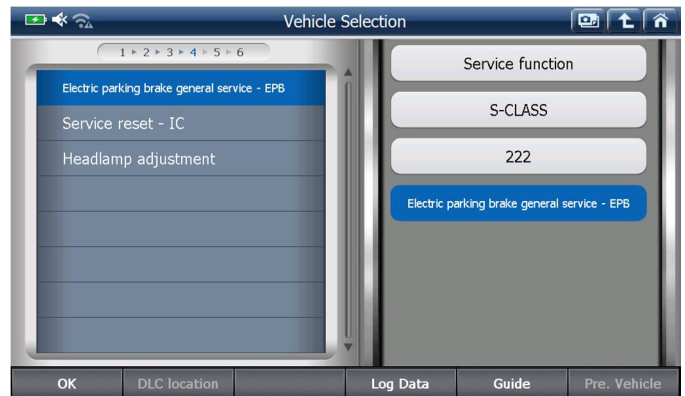 Vehicle Selection
1 ▸ 2 ▸ 3 ▸ 4 ▸ 5 ▸ 6
Electric parking brake general service - EPB
Service reset - IC
Headlamp adjustment
Service function
S-CLASS
222
Electric parking brake general service - EPB
OK DLC location Log Data Guide Pre. Vehicle